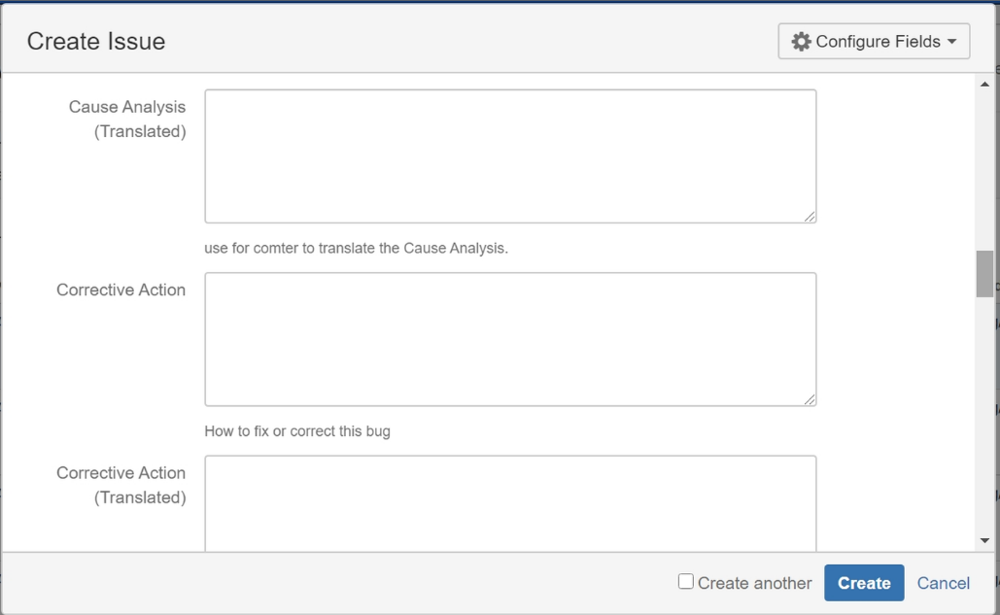 Create Issue
Configure Fields
Cause Analysis
(Translated)
use for comter to translate the Cause Analysis.
Corrective Action
How to fix or correct this bug
Corrective Action
(Translated)
Create another
Create
Cancel